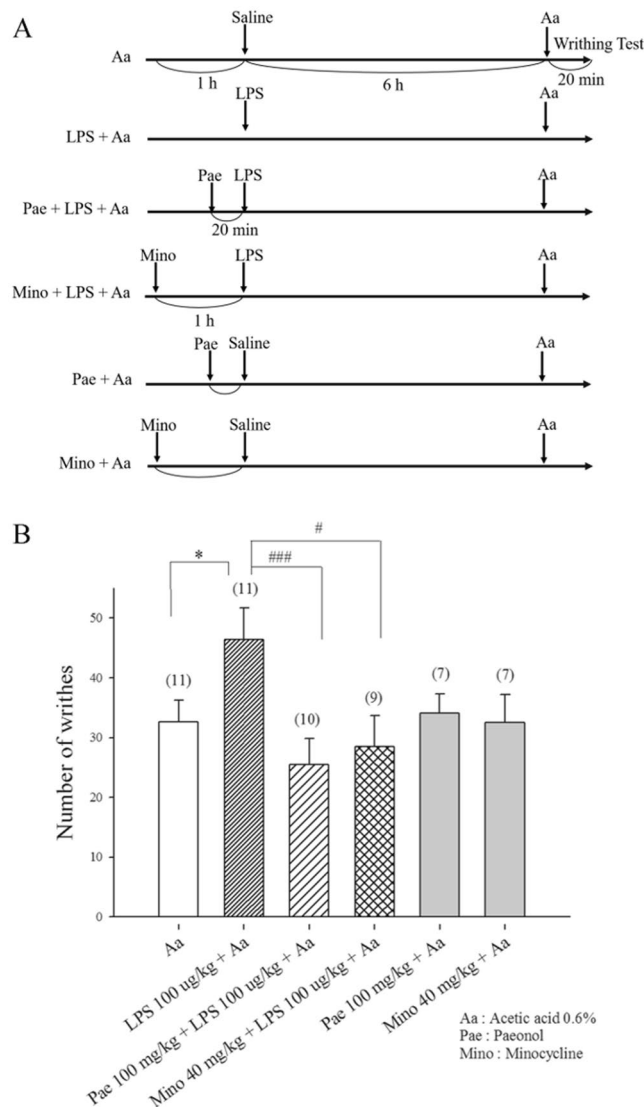 A
Saline
Aa
Aa
Writhing Test
1 h
6 h
20 min
LPS
Aa
LPS + Aa
Pae LPS
Aa
Pae + LPS + Aa
20 min
Mino
LPS
Aa
Mino + LPS + Aa
1 h
Pae Saline
Aa
Pae + Aa
Mino
Saline
Aa
Mino + Aa
B
#
*
###
(11)
(11)
(10)
(9)
(7)
(7)
Number of writhes
50
40
30
20
10
0
Aa
LPS 100 ug/kg + Aa
Pae 100 mg/kg + LPS 100 ug/kg + Aa
Mino 40 mg/kg + LPS 100 ug/kg + Aa
Pae 100 mg/kg + Aa
Mino 40 mg/kg + Aa
Aa : Acetic acid 0.6%
Pae : Paeonol
Mino : Minocycline